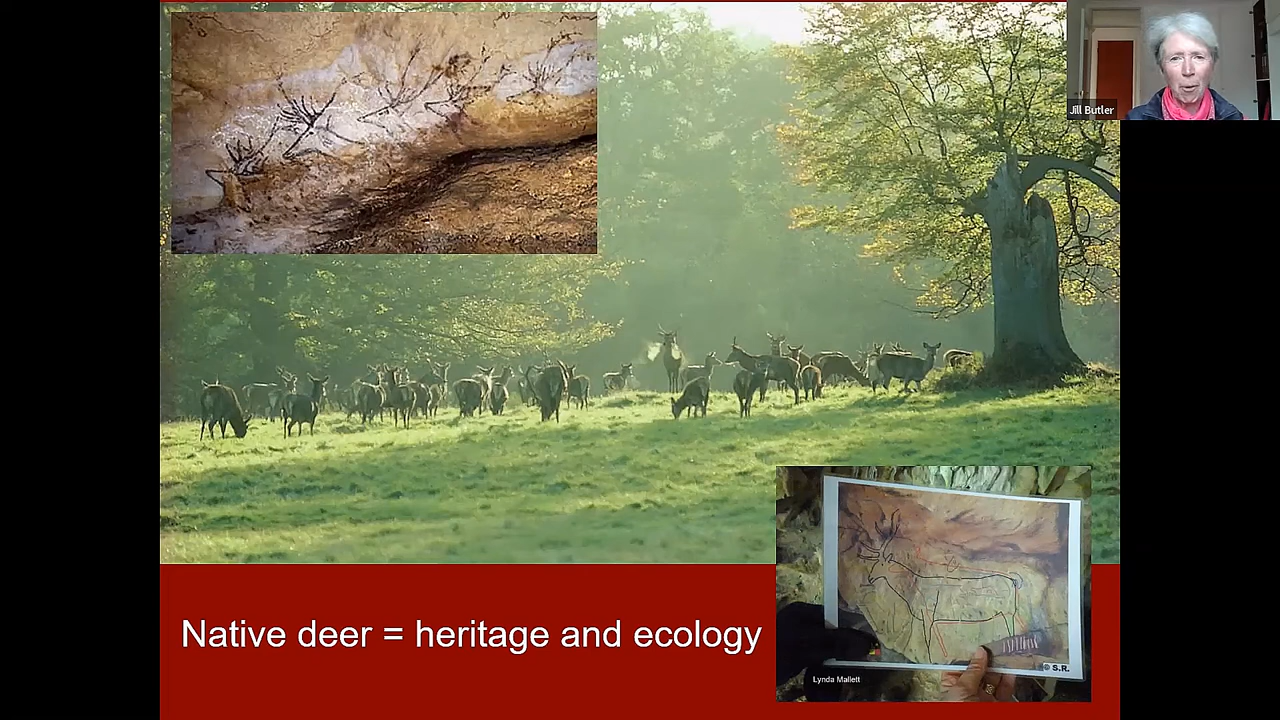 Jill Butler
Native deer = heritage and ecology
© S.R.
Lynda Mallett